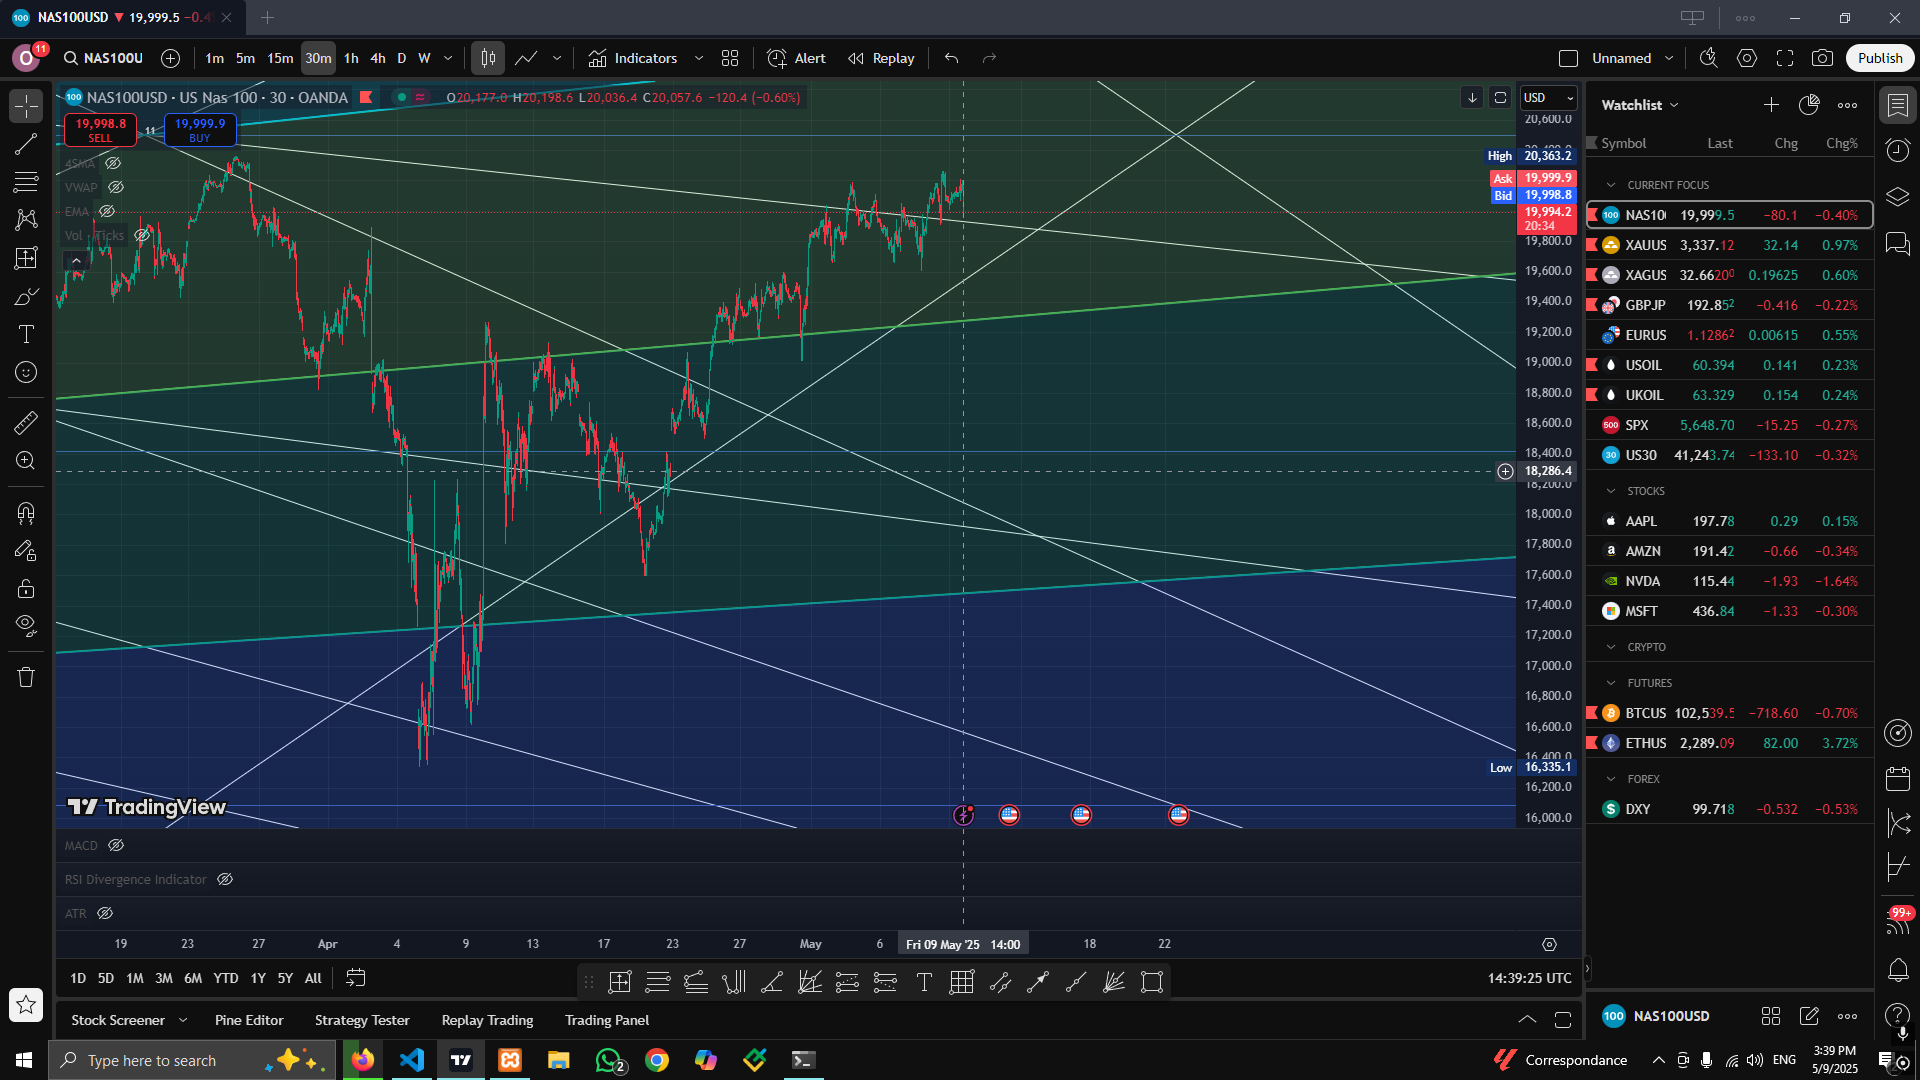 NAS100USD ▼ 19,999.5 −0.4
O 11 NAS100U 1m 5m 15m 30m 1h 4h D W Indicators Alert Replay Unnamed Publish
NAS100USD · US Nas 100 · 30 · OANDA O20,177.0 H20,198.6 L20,036.4 C20,057.6 −120.4 (−0.60%)
19,998.8 SELL 11 19,999.9 BUY
4SMA
VWAP
EMA
Vol · Ticks
USD
20,600.0
High 20,363.2
Ask 19,999.9
Bid 19,998.8
19,994.2
20:34
19,800.0
19,600.0
19,400.0
19,200.0
19,000.0
18,800.0
18,600.0
18,400.0
18,286.4
18,200.0
18,000.0
17,800.0
17,600.0
17,400.0
17,200.0
17,000.0
16,800.0
16,600.0
16,400.0
Low 16,335.1
16,200.0
16,000.0
TradingView
MACD
RSI Divergence Indicator
ATR
19 23 27 Apr 4 9 13 17 23 27 May 6 Fri 09 May '25 14:00 18 22
1D 5D 1M 3M 6M YTD 1Y 5Y All 14:39:25 UTC
Stock Screener Pine Editor Strategy Tester Replay Trading Trading Panel
Watchlist
Symbol Last Chg Chg%
CURRENT FOCUS
100 NAS10 19,999.5 −80.1 −0.40%
XAUUS 3,337.12 32.14 0.97%
XAGUS 32.6620⁰ 0.19625 0.60%
GBPJP 192.85² −0.416 −0.22%
EURUS 1.1286² 0.00615 0.55%
USOIL 60.394 0.141 0.23%
UKOIL 63.329 0.154 0.24%
500 SPX 5,648.70 −15.25 −0.27%
30 US30 41,243.74 −133.10 −0.32%
STOCKS
AAPL 197.78 0.29 0.15%
AMZN 191.42 −0.66 −0.34%
NVDA 115.44 −1.93 −1.64%
MSFT 436.84 −1.33 −0.30%
CRYPTO
FUTURES
BTCUS 102,539.5 −718.60 −0.70%
ETHUS 2,289.09 82.00 3.72%
FOREX
DXY 99.718 −0.532 −0.53%
99+
100 NAS100USD
Type here to search
2
Correspondance ENG 3:39 PM
5/9/2025